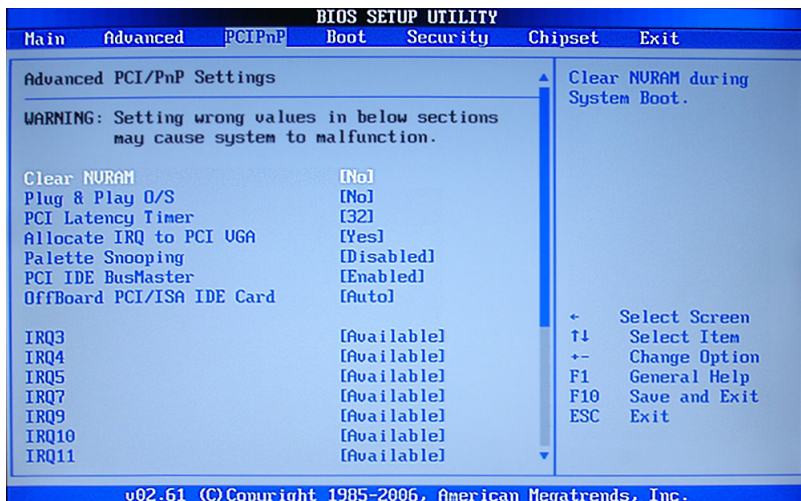 BIOS SETUP UTILITY
Main Advanced PCIPnP Boot Security Chipset Exit
Advanced PCI/PnP Settings
WARNING: Setting wrong values in below sections
may cause system to malfunction.
Clear NVRAM [No]
Plug & Play O/S [No]
PCI Latency Timer [32]
Allocate IRQ to PCI VGA [Yes]
Palette Snooping [Disabled]
PCI IDE BusMaster [Enabled]
OffBoard PCI/ISA IDE Card [Auto]
IRQ3 [Available]
IRQ4 [Available]
IRQ5 [Available]
IRQ7 [Available]
IRQ9 [Available]
IRQ10 [Available]
IRQ11 [Available]
Clear NVRAM during
System Boot.
← Select Screen
↑↓ Select Item
+- Change Option
F1 General Help
F10 Save and Exit
ESC Exit
v02.61 (C)Copyright 1985-2006, American Megatrends, Inc.